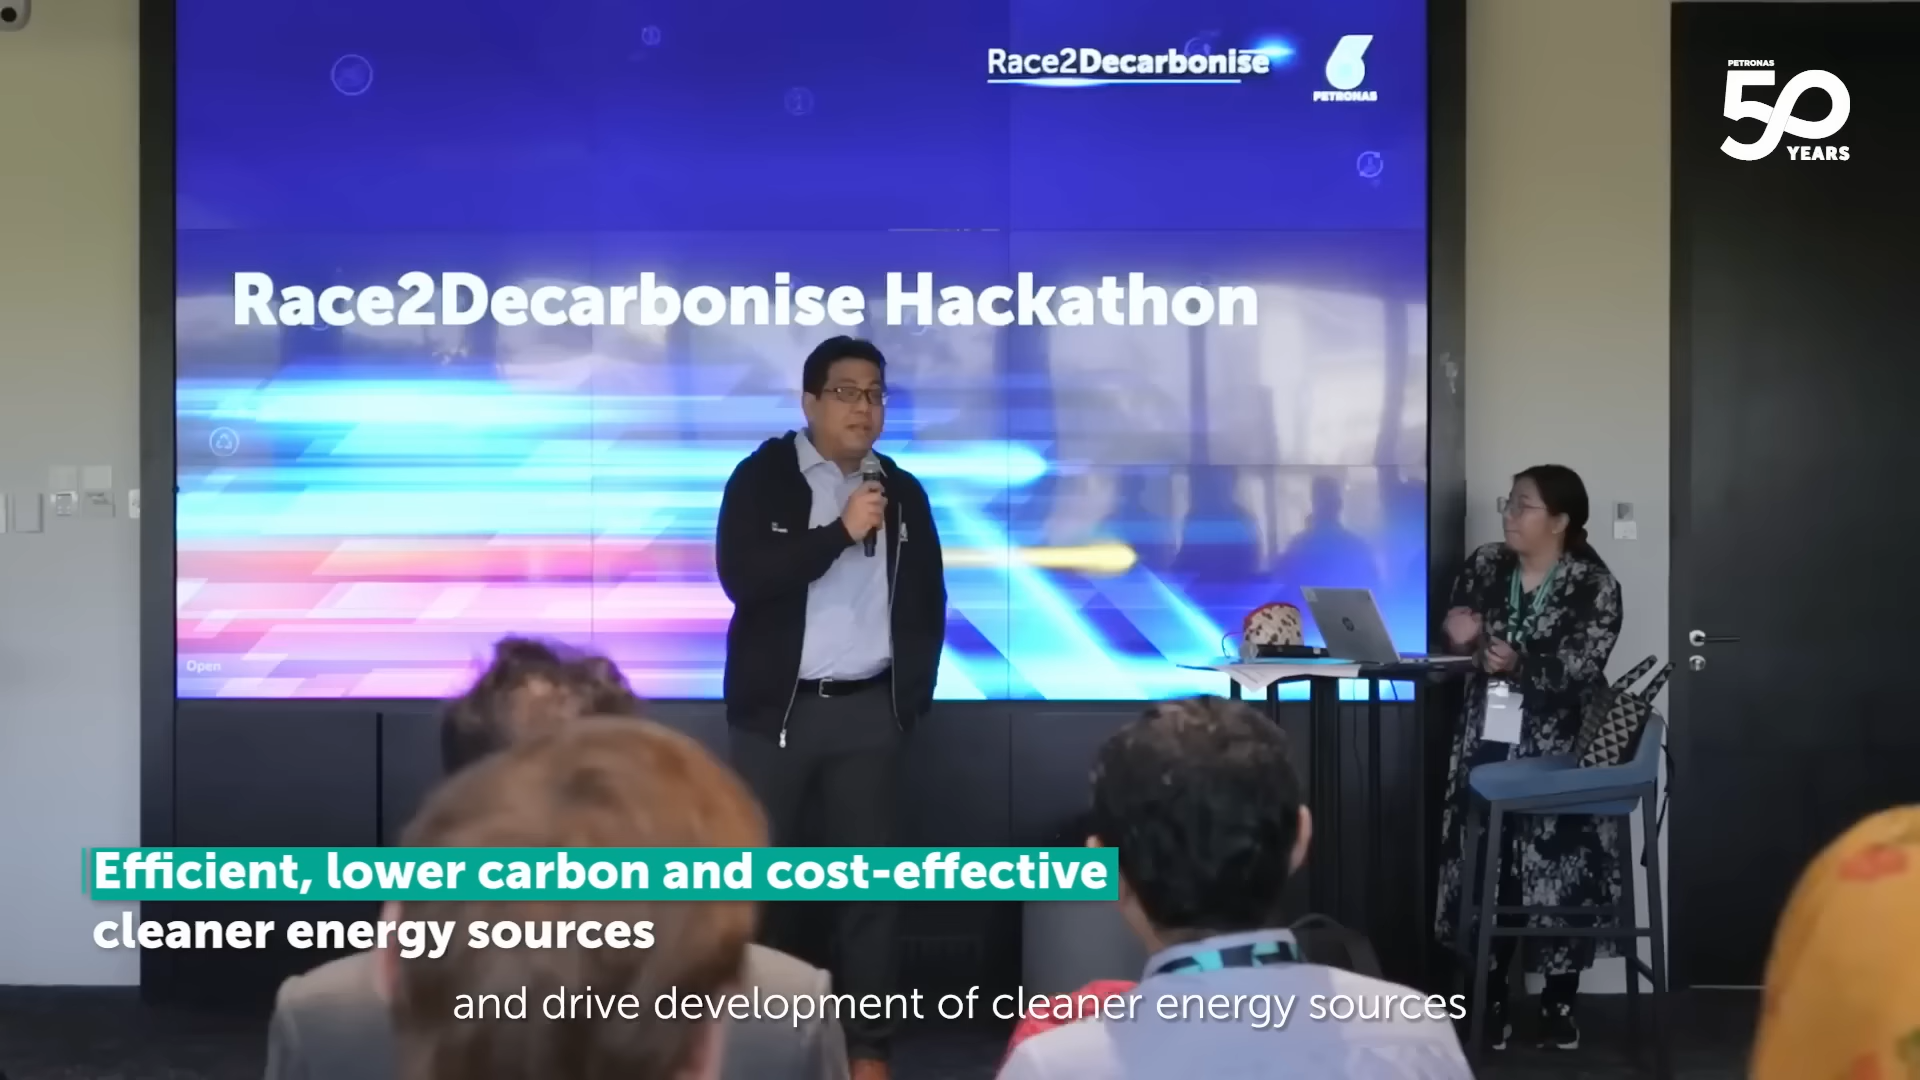 Race2Decarbonise
PETRONAS
PETRONAS
50
YEARS
Race2Decarbonise Hackathon
Open
Efficient, lower carbon and cost-effective
cleaner energy sources
and drive development of cleaner energy sources